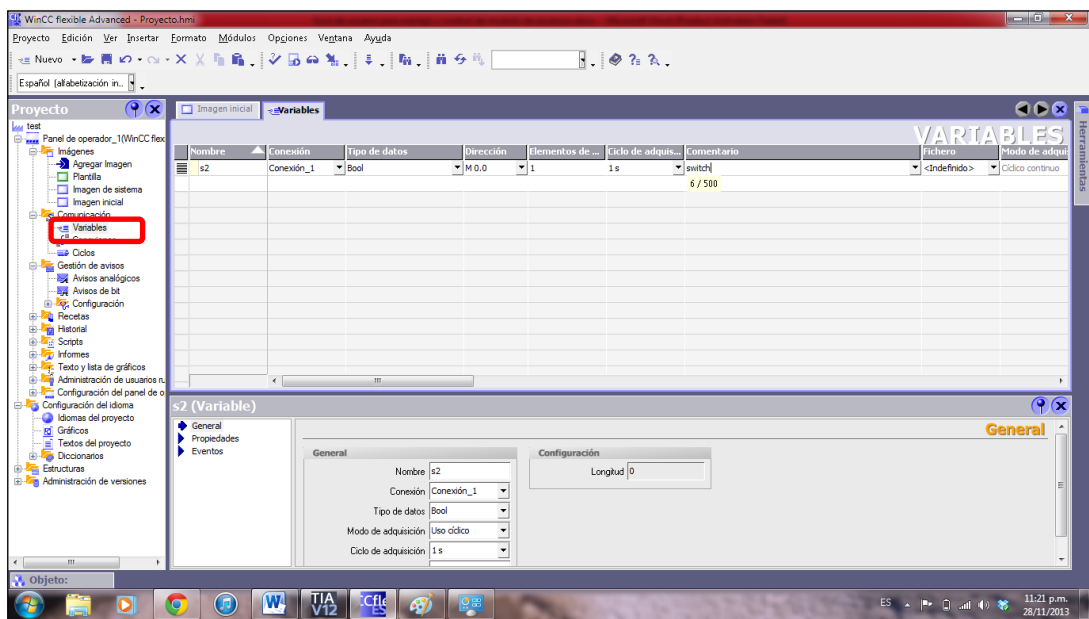 WinCC flexible Advanced - Proyecto.hmi
Proyecto Edición Ver Insertar Formato Módulos Opciones Ventana Ayuda
Nuevo
Español (alfabetización in..
Proyecto
Imagen inicial
Variables
Herramientas
test
Panel de operador_1(WinCC flex
Imágenes
Agregar Imagen
Plantilla
Imagen de sistema
Imagen inicial
Comunicación
Variables
Ciclos
Gestión de avisos
Avisos analógicos
Avisos de bit
Configuración
Recetas
Historial
Scripts
Informes
Texto y lista de gráficos
Administración de usuarios ru
Configuración del panel de o
Configuración del idioma
Idiomas del proyecto
Gráficos
Textos del proyecto
Diccionarios
Estructuras
Administración de versiones
VARIABLES
Nombre Conexión Tipo de datos Dirección Elementos de ... Ciclo de adquis... Comentario Fichero Modo de adqui
s2 Conexión_1 Bool M 0.0 1 1 s switch <Indefinido> Cíclico continuo
6 / 500
s2 (Variable)
General
Propiedades
Eventos
General
General
Nombre s2
Conexión Conexión_1
Tipo de datos Bool
Modo de adquisición Uso cíclico
Ciclo de adquisición 1 s
Configuración
Longitud 0
Objeto:
TIA V12
ES
11:21 p.m.
28/11/2013